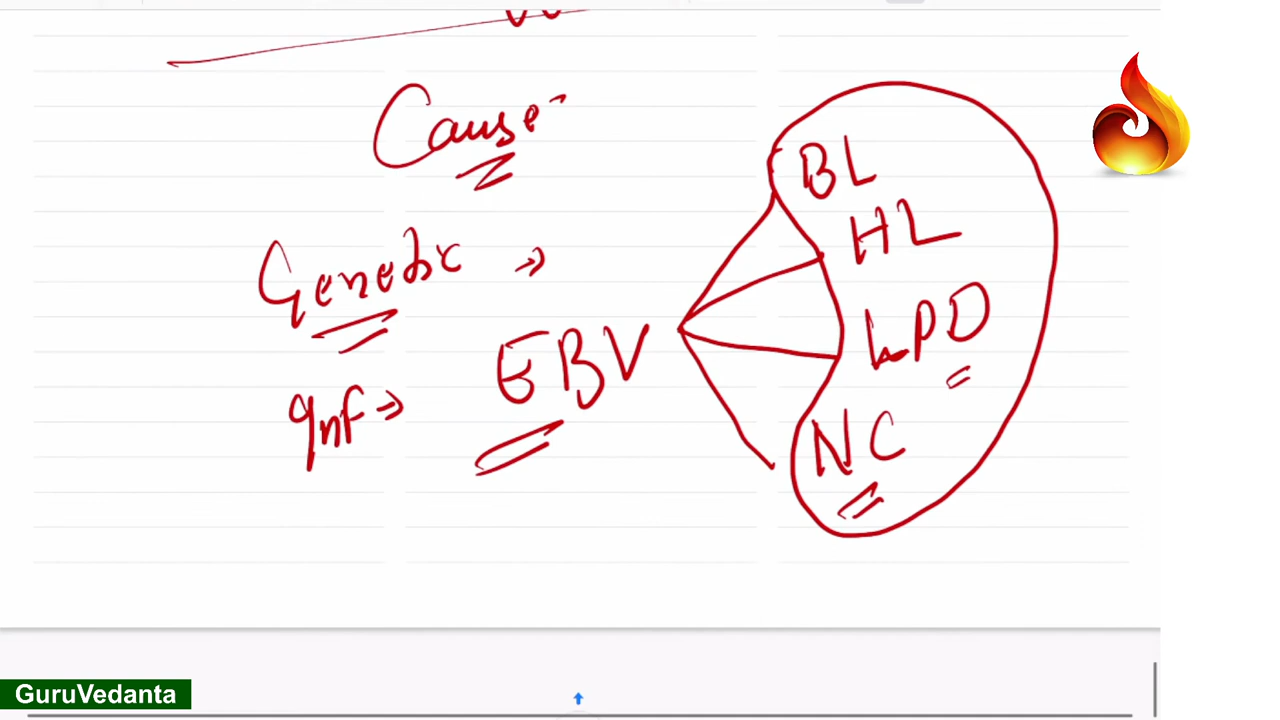 Cause
BL
HL
Genetic →
LPD
EBV
Inf →
NC
GuruVedanta